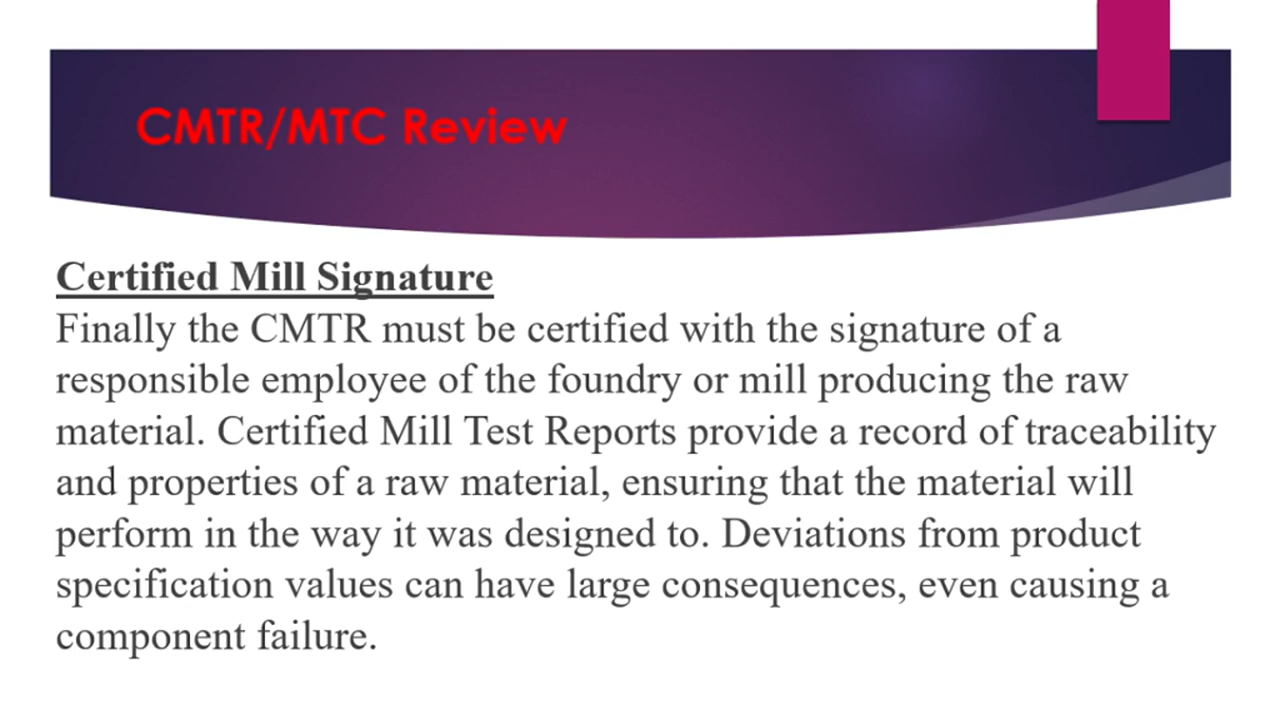 CMTR/MTC Review
Certified Mill Signature
Finally the CMTR must be certified with the signature of a
responsible employee of the foundry or mill producing the raw
material. Certified Mill Test Reports provide a record of traceability
and properties of a raw material, ensuring that the material will
perform in the way it was designed to. Deviations from product
specification values can have large consequences, even causing a
component failure.